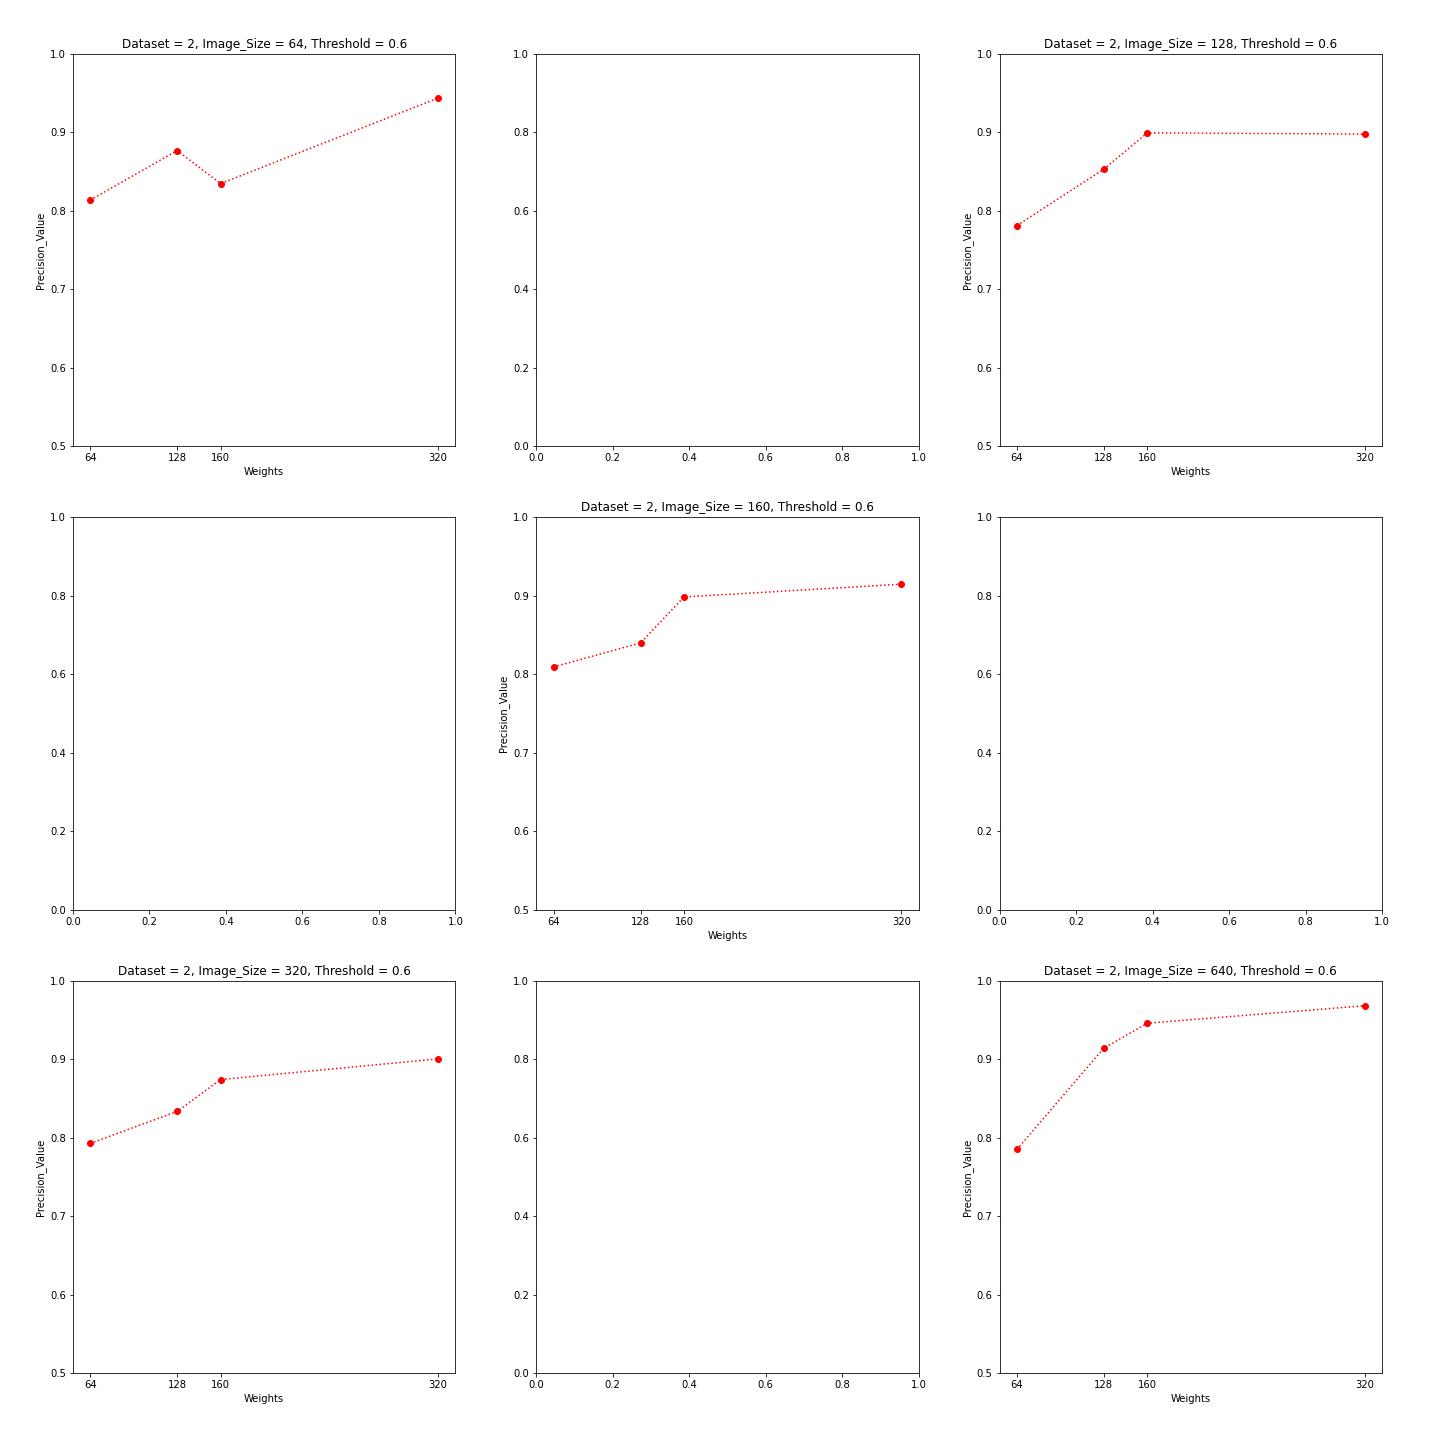 Dataset = 2, Image_Size = 64, Threshold = 0.6
1.0
0.9
0.8
0.7
0.6
0.5
Precision_Value
64 128 160 320
Weights
1.0
0.8
0.6
0.4
0.2
0.0
0.0 0.2 0.4 0.6 0.8 1.0
Dataset = 2, Image_Size = 128, Threshold = 0.6
1.0
0.9
0.8
0.7
0.6
0.5
Precision_Value
64 128 160 320
Weights
1.0
0.8
0.6
0.4
0.2
0.0
0.0 0.2 0.4 0.6 0.8 1.0
Dataset = 2, Image_Size = 160, Threshold = 0.6
1.0
0.9
0.8
0.7
0.6
0.5
Precision_Value
64 128 160 320
Weights
1.0
0.8
0.6
0.4
0.2
0.0
0.0 0.2 0.4 0.6 0.8 1.0
Dataset = 2, Image_Size = 320, Threshold = 0.6
1.0
0.9
0.8
0.7
0.6
0.5
Precision_Value
64 128 160 320
Weights
1.0
0.8
0.6
0.4
0.2
0.0
0.0 0.2 0.4 0.6 0.8 1.0
Dataset = 2, Image_Size = 640, Threshold = 0.6
1.0
0.9
0.8
0.7
0.6
0.5
Precision_Value
64 128 160 320
Weights